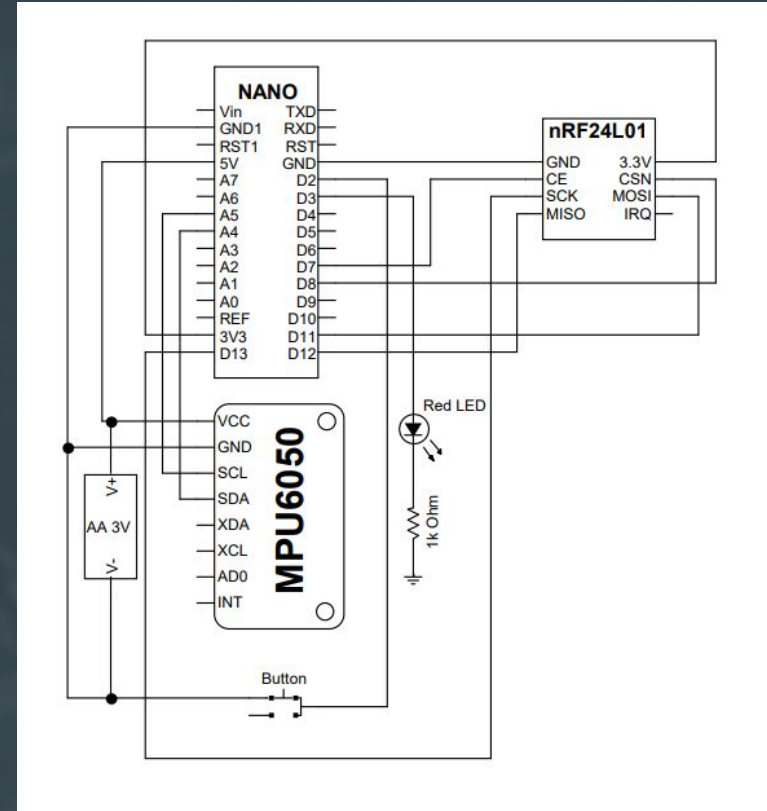 NANO
Vin TXD
GND1 RXD
RST1 RST
5V GND
A7 D2
A6 D3
A5 D4
A4 D5
A3 D6
A2 D7
A1 D8
A0 D9
REF D10
3V3 D11
D13 D12
nRF24L01
GND 3.3V
CE CSN
SCK MOSI
MISO IRQ
Red LED
1k Ohm
VCC
GND
SCL
SDA
XDA
XCL
AD0
INT
MPU6050
V+
AA 3V
V-
Button